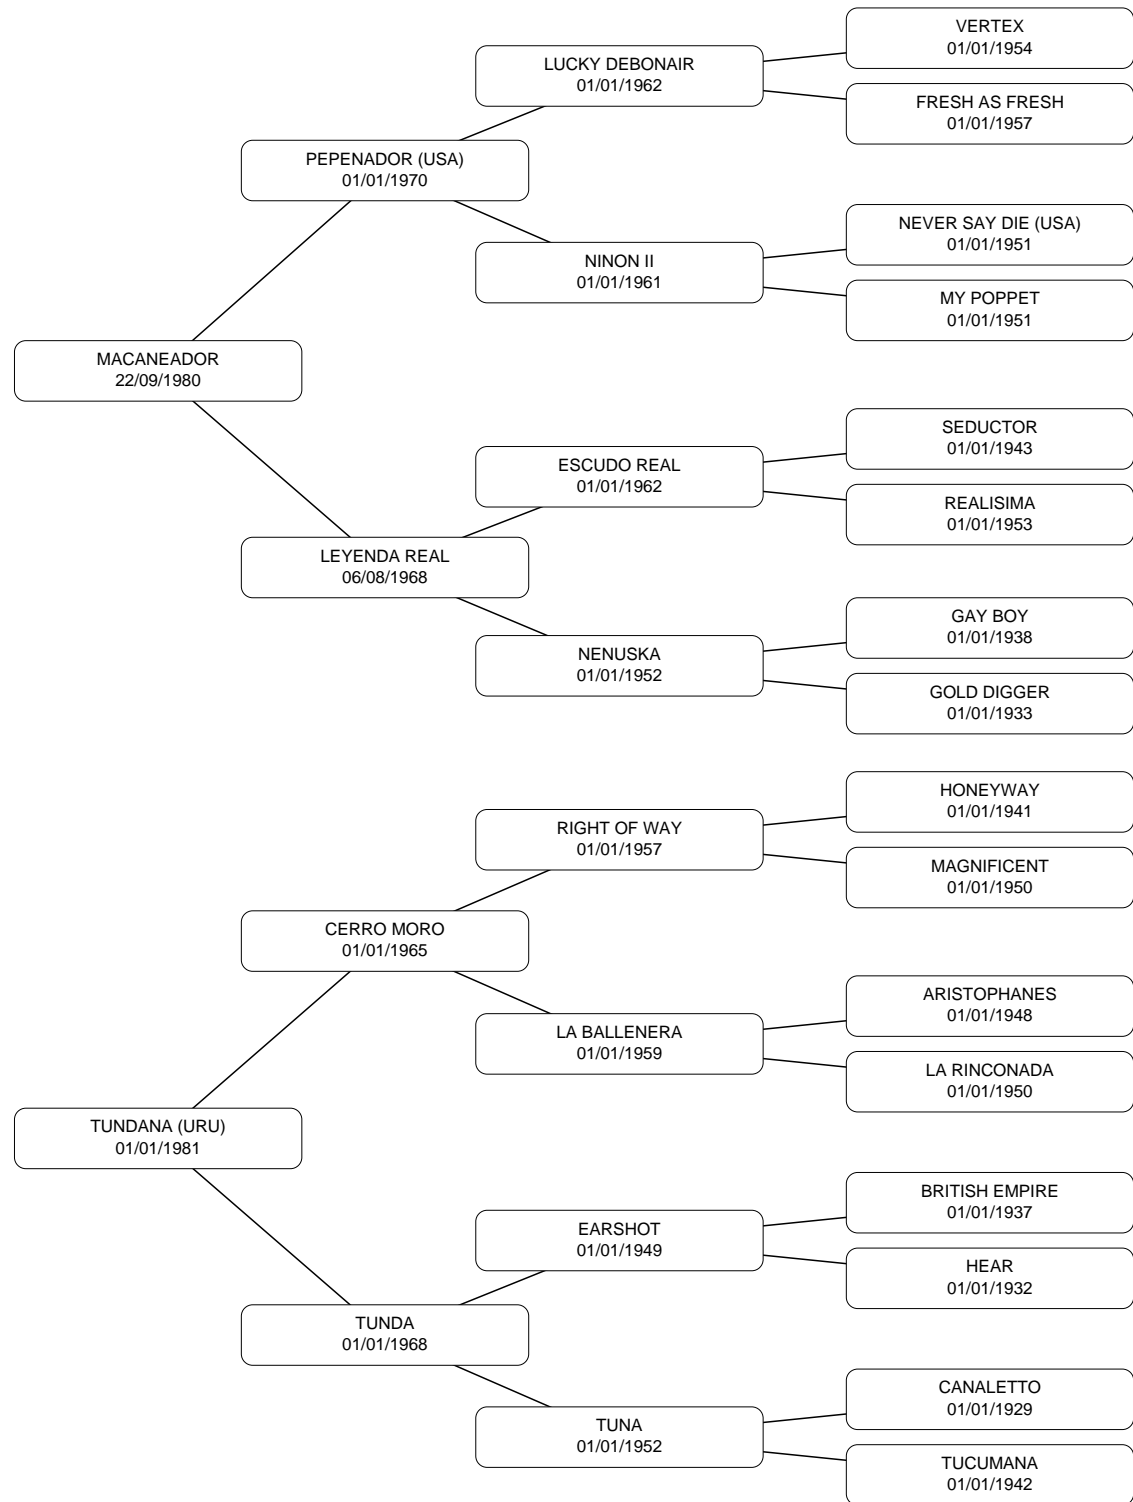 VERTEX
01/01/1954
LUCKY DEBONAIR
01/01/1962
FRESH AS FRESH
01/01/1957
PEPENADOR (USA)
01/01/1970
NEVER SAY DIE (USA)
01/01/1951
NINON II
01/01/1961
MY POPPET
01/01/1951
MACANEADOR
22/09/1980
SEDUCTOR
01/01/1943
ESCUDO REAL
01/01/1962
REALISIMA
01/01/1953
LEYENDA REAL
06/08/1968
GAY BOY
01/01/1938
NENUSKA
01/01/1952
GOLD DIGGER
01/01/1933
HONEYWAY
01/01/1941
RIGHT OF WAY
01/01/1957
MAGNIFICENT
01/01/1950
CERRO MORO
01/01/1965
ARISTOPHANES
01/01/1948
LA BALLENERA
01/01/1959
LA RINCONADA
01/01/1950
TUNDANA (URU)
01/01/1981
BRITISH EMPIRE
01/01/1937
EARSHOT
01/01/1949
HEAR
01/01/1932
TUNDA
01/01/1968
CANALETTO
01/01/1929
TUNA
01/01/1952
TUCUMANA
01/01/1942